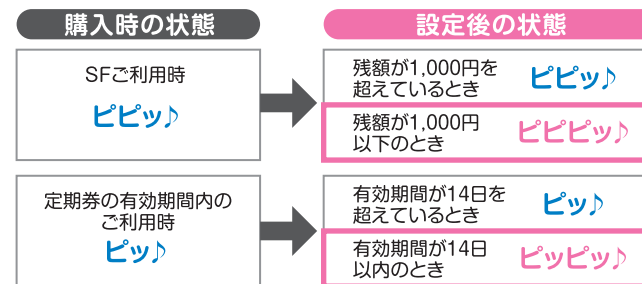 購入時の状態
設定後の状態
SFご利用時
ピピッ♪
残額が1,000円を
超えているとき
ピピッ♪
残額が1,000円
以下のとき
ピピピッ♪
定期券の有効期間内の
ご利用時
ピッ♪
有効期間が14日を
超えているとき
ピッ♪
有効期間が14日
以内のとき
ピッピッ♪